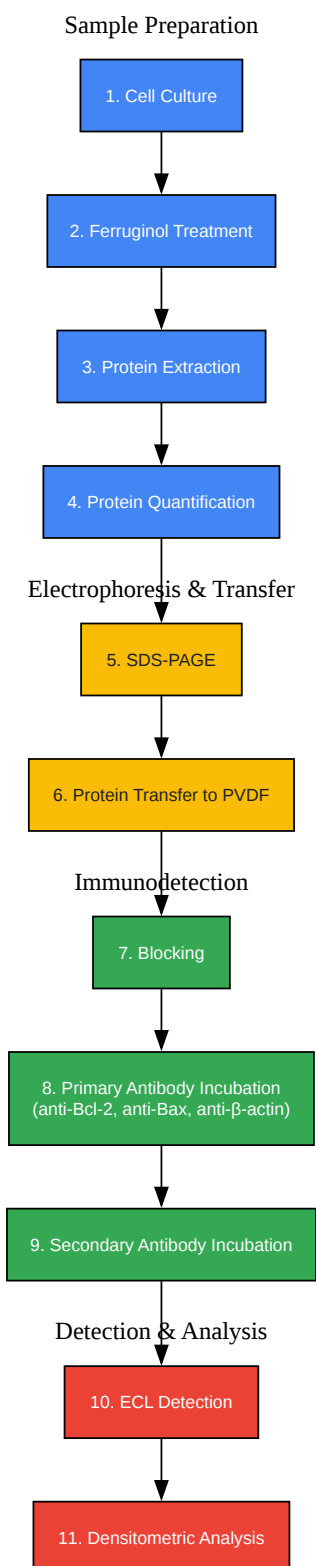 Sample Preparation
1. Cell Culture
2. Ferruginol Treatment
3. Protein Extraction
4. Protein Quantification
Electrophoresis & Transfer
5. SDS-PAGE
6. Protein Transfer to PVDF
Immunodetection
7. Blocking
8. Primary Antibody Incubation
(anti-Bcl-2, anti-Bax, anti-β-actin)
9. Secondary Antibody Incubation
Detection & Analysis
10. ECL Detection
11. Densitometric Analysis